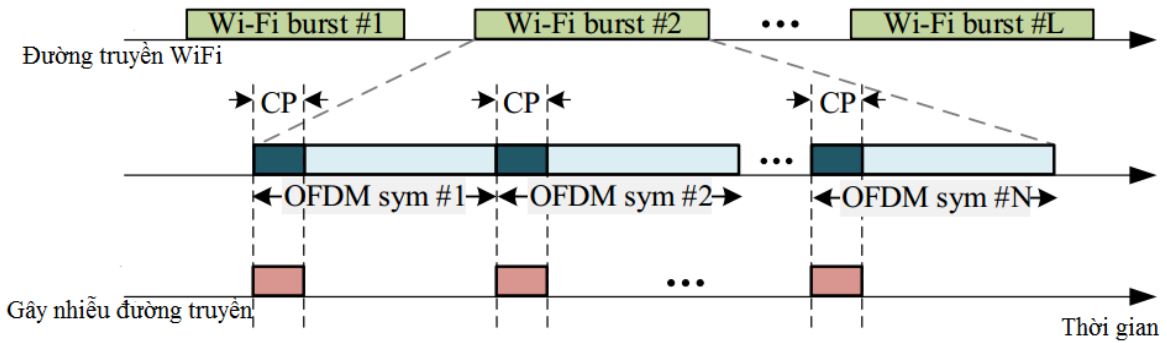 Wi-Fi burst #1 Wi-Fi burst #2 ••• Wi-Fi burst #L
Đường truyền WiFi
CP CP CP
•••
OFDM sym #1 OFDM sym #2 OFDM sym #N
•••
Gây nhiễu đường truyền
Thời gian